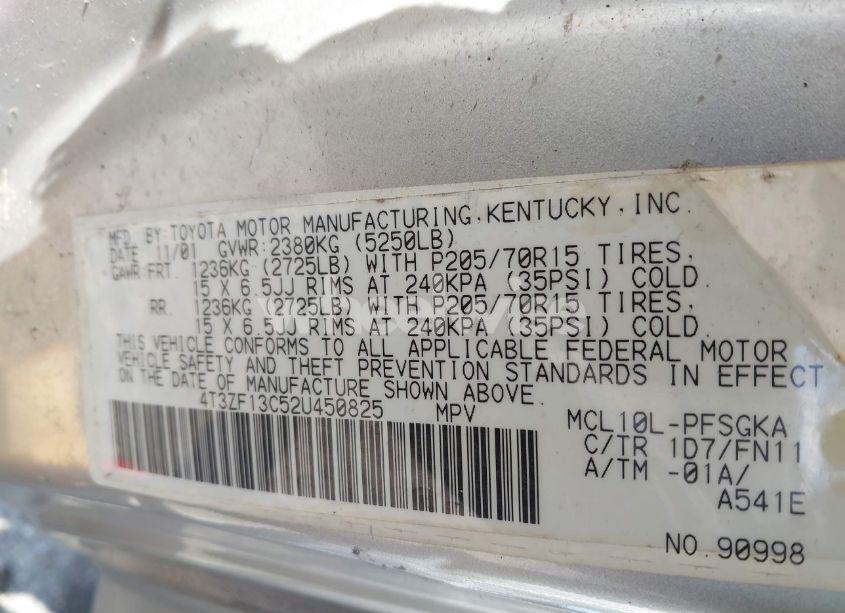 MFD. BY: TOYOTA MOTOR MANUFACTURING, KENTUCKY, INC.
DATE 11/01 GVWR: 2380KG (5250LB)
GAWR: FRT. 1236KG (2725LB) WITH P205/70R15 TIRES,
15 X 6.5JJ RIMS AT 240KPA (35PSI) COLD.
RR. 1236KG (2725LB) WITH P205/70R15 TIRES,
15 X 6.5JJ RIMS AT 240KPA (35PSI) COLD.
THIS VEHICLE CONFORMS TO ALL APPLICABLE FEDERAL MOTOR
VEHICLE SAFETY AND THEFT PREVENTION STANDARDS IN EFFECT
ON THE DATE OF MANUFACTURE SHOWN ABOVE.
4T3ZF13C52U450825 MPV
MCL10L-PFSGKA
C/TR 1D7/FN11
A/TM -01A/
A541E
NO. 90998